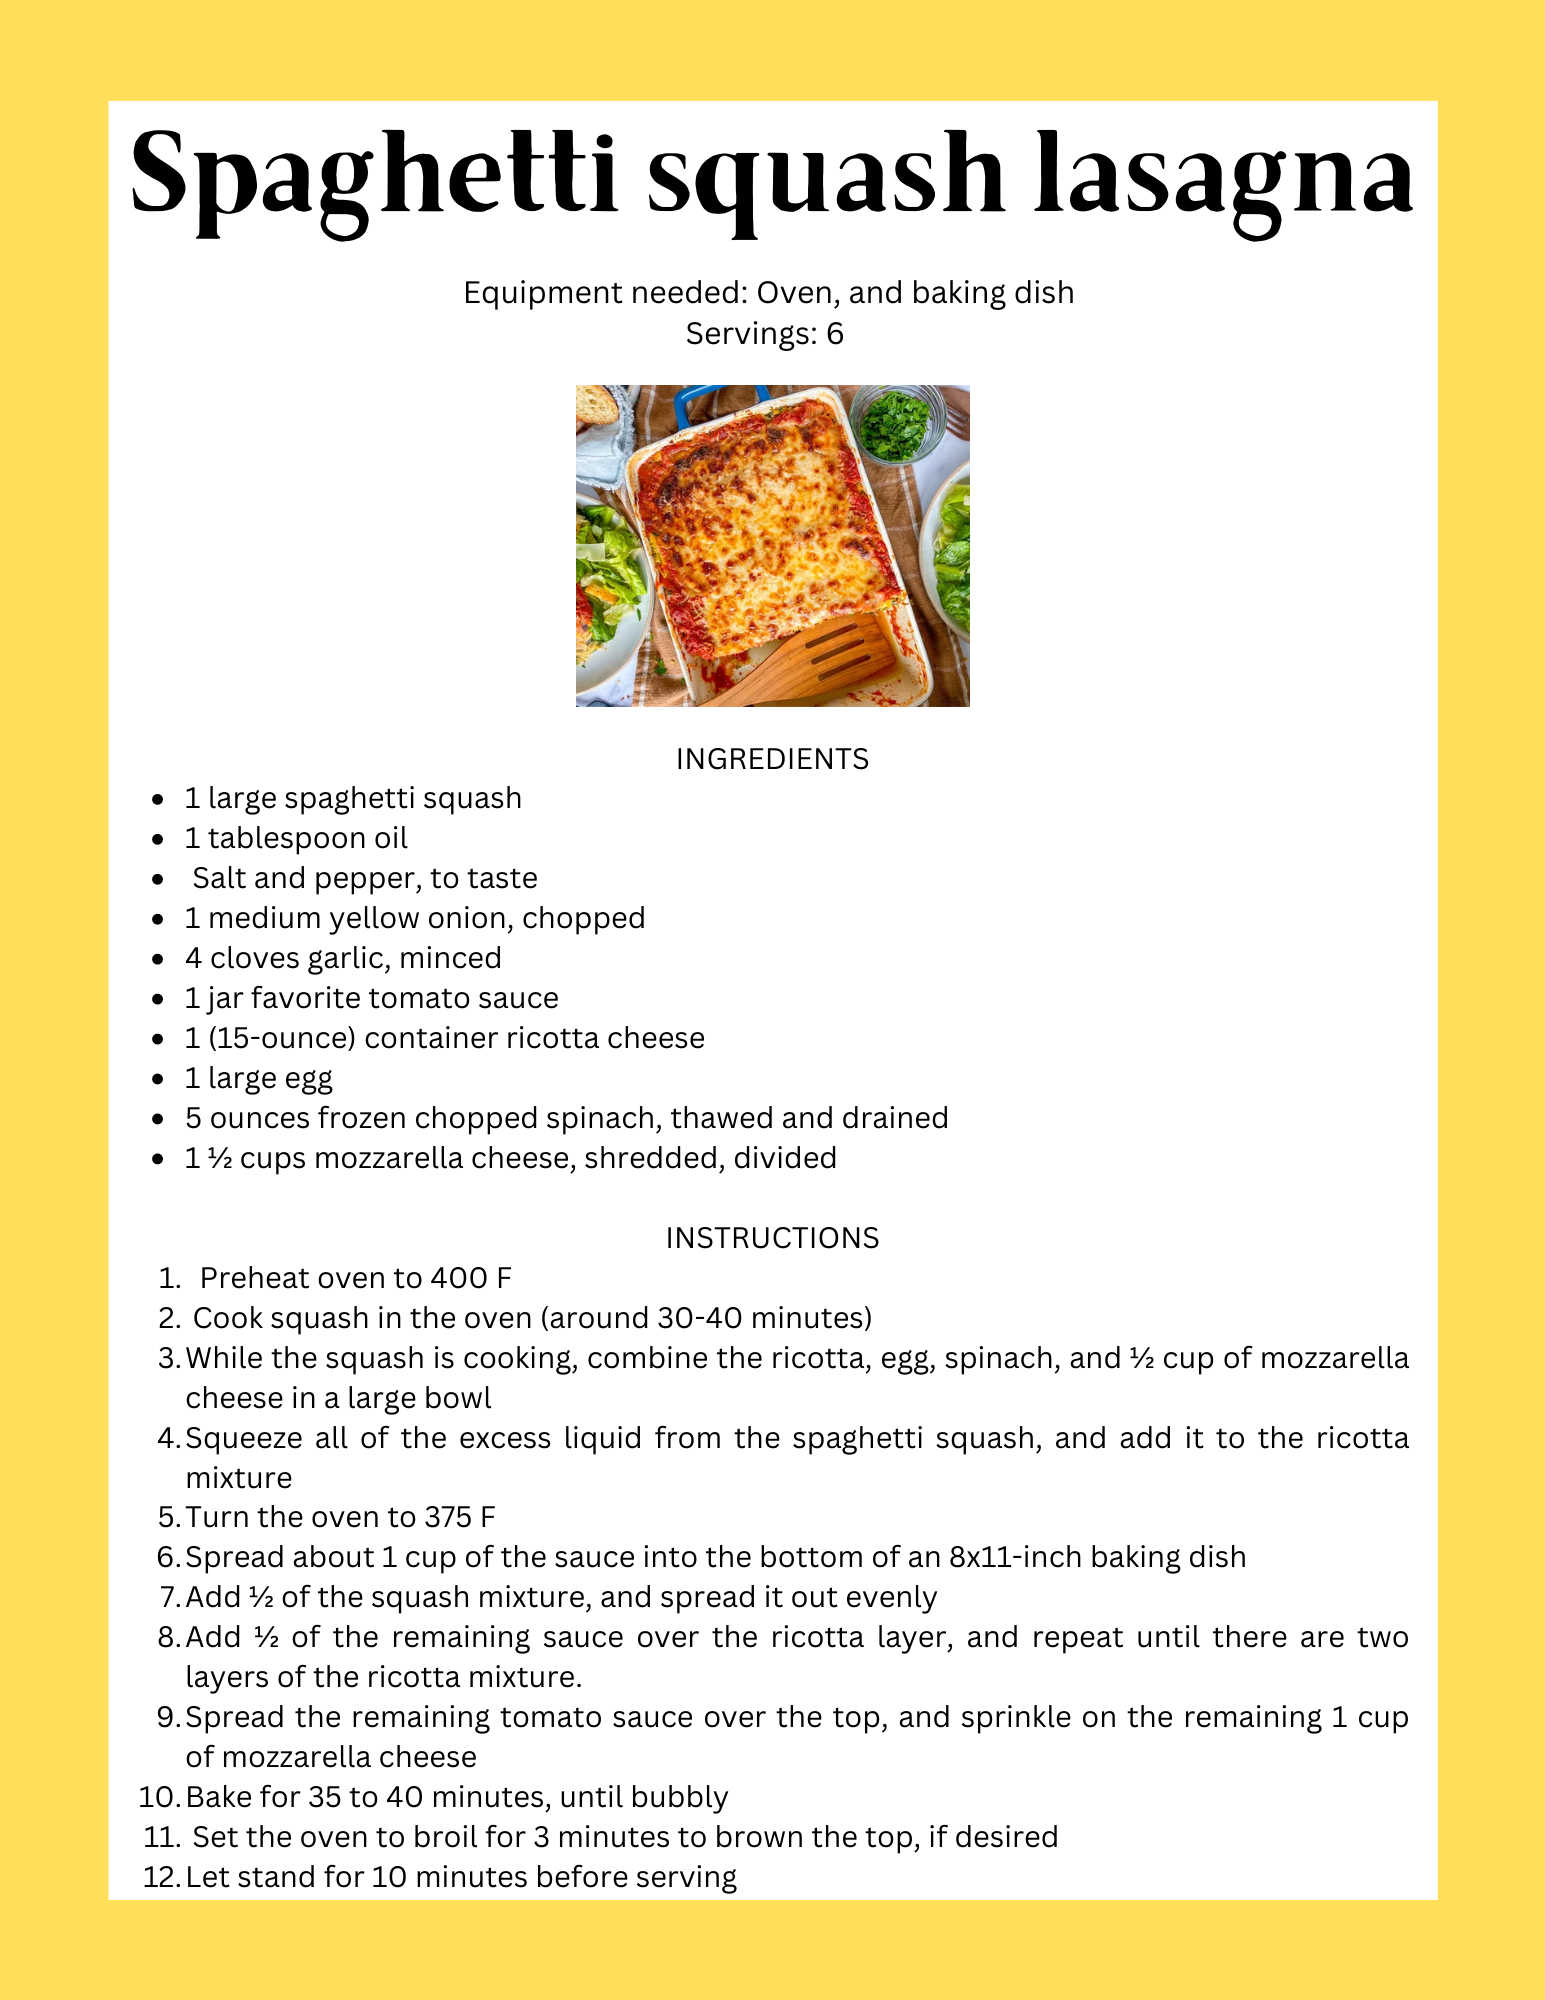 Spaghetti squash lasagna
Equipment needed: Oven, and baking dish
Servings: 6
INGREDIENTS
• 1 large spaghetti squash
• 1 tablespoon oil
• Salt and pepper, to taste
• 1 medium yellow onion, chopped
• 4 cloves garlic, minced
• 1 jar favorite tomato sauce
• 1 (15-ounce) container ricotta cheese
• 1 large egg
• 5 ounces frozen chopped spinach, thawed and drained
• 1 ½ cups mozzarella cheese, shredded, divided
INSTRUCTIONS
1. Preheat oven to 400 F
2. Cook squash in the oven (around 30-40 minutes)
3. While the squash is cooking, combine the ricotta, egg, spinach, and ½ cup of mozzarella
cheese in a large bowl
4. Squeeze all of the excess liquid from the spaghetti squash, and add it to the ricotta
mixture
5. Turn the oven to 375 F
6. Spread about 1 cup of the sauce into the bottom of an 8x11-inch baking dish
7. Add ½ of the squash mixture, and spread it out evenly
8. Add ½ of the remaining sauce over the ricotta layer, and repeat until there are two
layers of the ricotta mixture.
9. Spread the remaining tomato sauce over the top, and sprinkle on the remaining 1 cup
of mozzarella cheese
10. Bake for 35 to 40 minutes, until bubbly
11. Set the oven to broil for 3 minutes to brown the top, if desired
12. Let stand for 10 minutes before serving